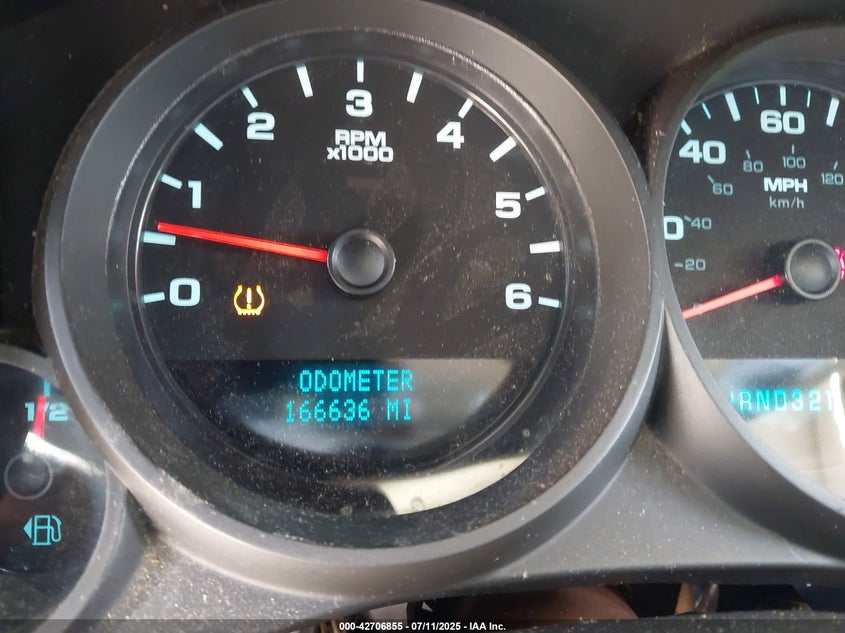 0 1 2 3 4 5 6
RPM
x1000
ODOMETER
166636 MI
1/2
40 60
20 40 60 80 100 120
MPH
km/h
RND321
000-42706855 - 07/11/2025 - IAA Inc.